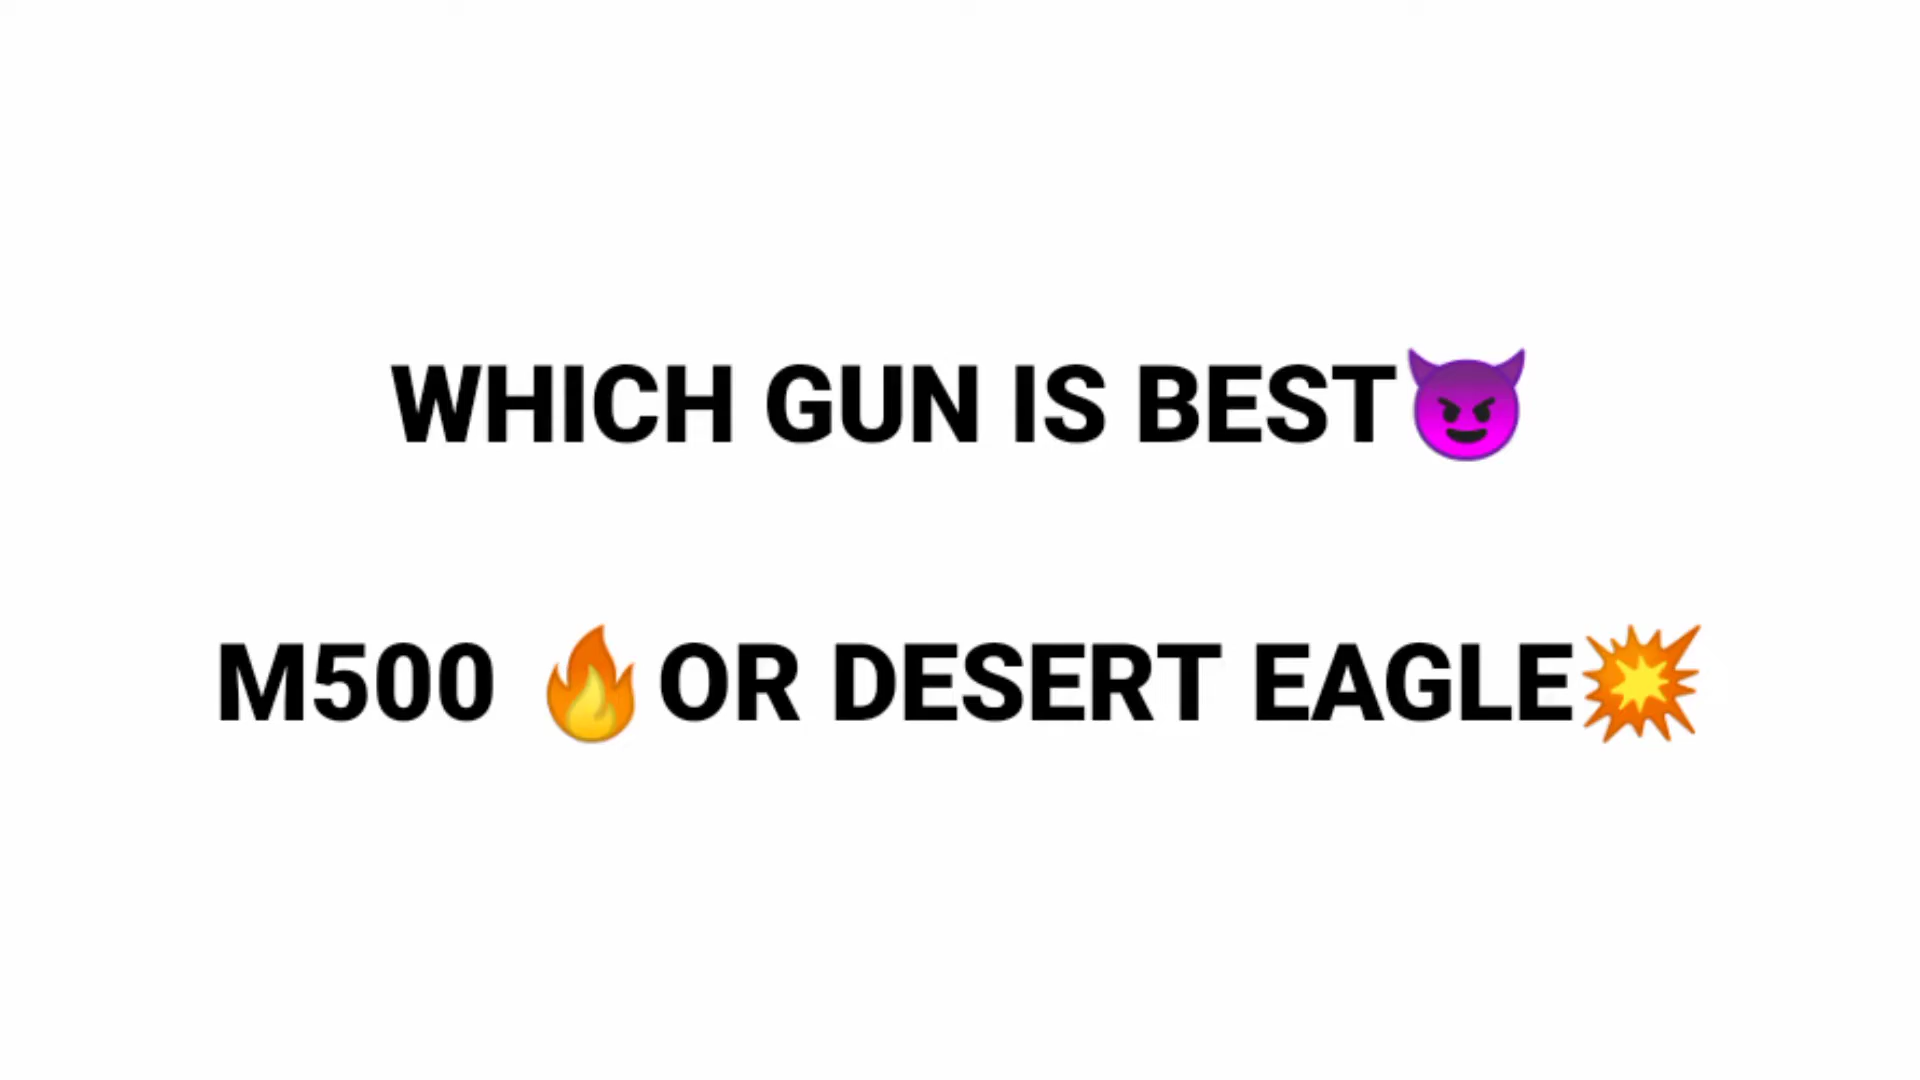 WHICH GUN IS BEST😈
M500 🔥OR DESERT EAGLE💥